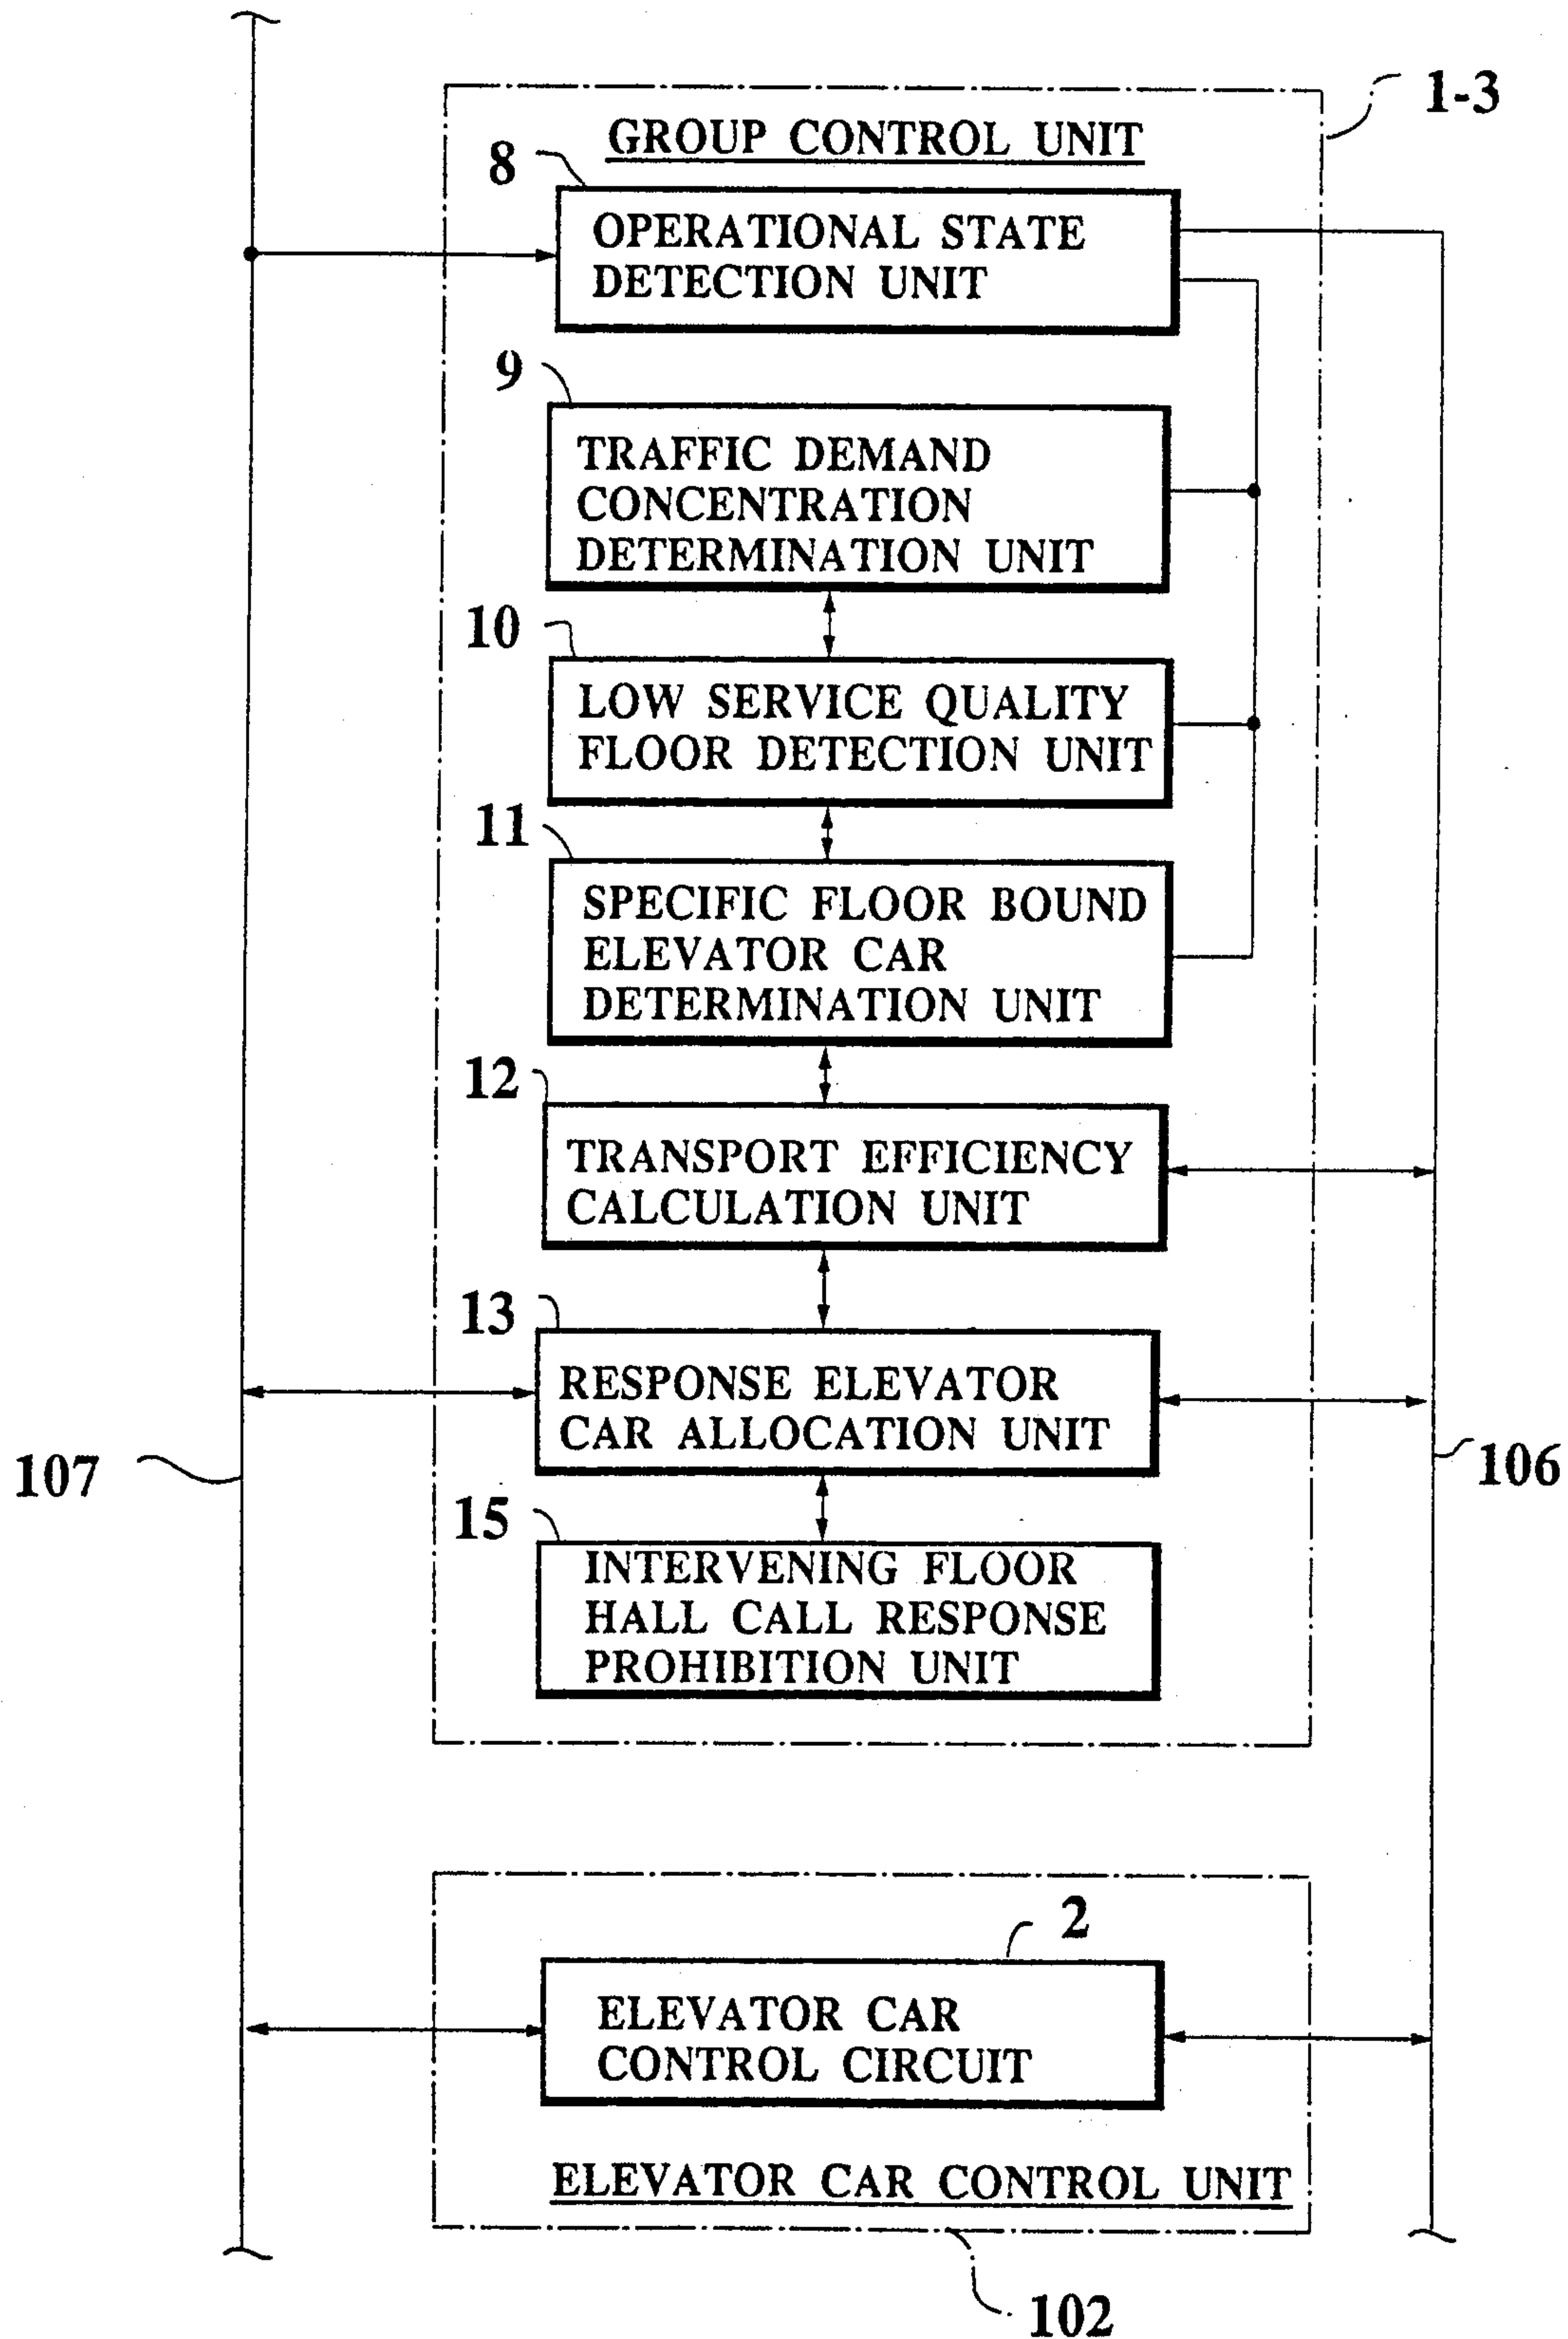 1-3
GROUP CONTROL UNIT
8
OPERATIONAL STATE
DETECTION UNIT
9
TRAFFIC DEMAND
CONCENTRATION
DETERMINATION UNIT
10
LOW SERVICE QUALITY
FLOOR DETECTION UNIT
11
SPECIFIC FLOOR BOUND
ELEVATOR CAR
DETERMINATION UNIT
12
TRANSPORT EFFICIENCY
CALCULATION UNIT
13
RESPONSE ELEVATOR
CAR ALLOCATION UNIT
107
106
15
INTERVENING FLOOR
HALL CALL RESPONSE
PROHIBITION UNIT
2
ELEVATOR CAR
CONTROL CIRCUIT
ELEVATOR CAR CONTROL UNIT
102